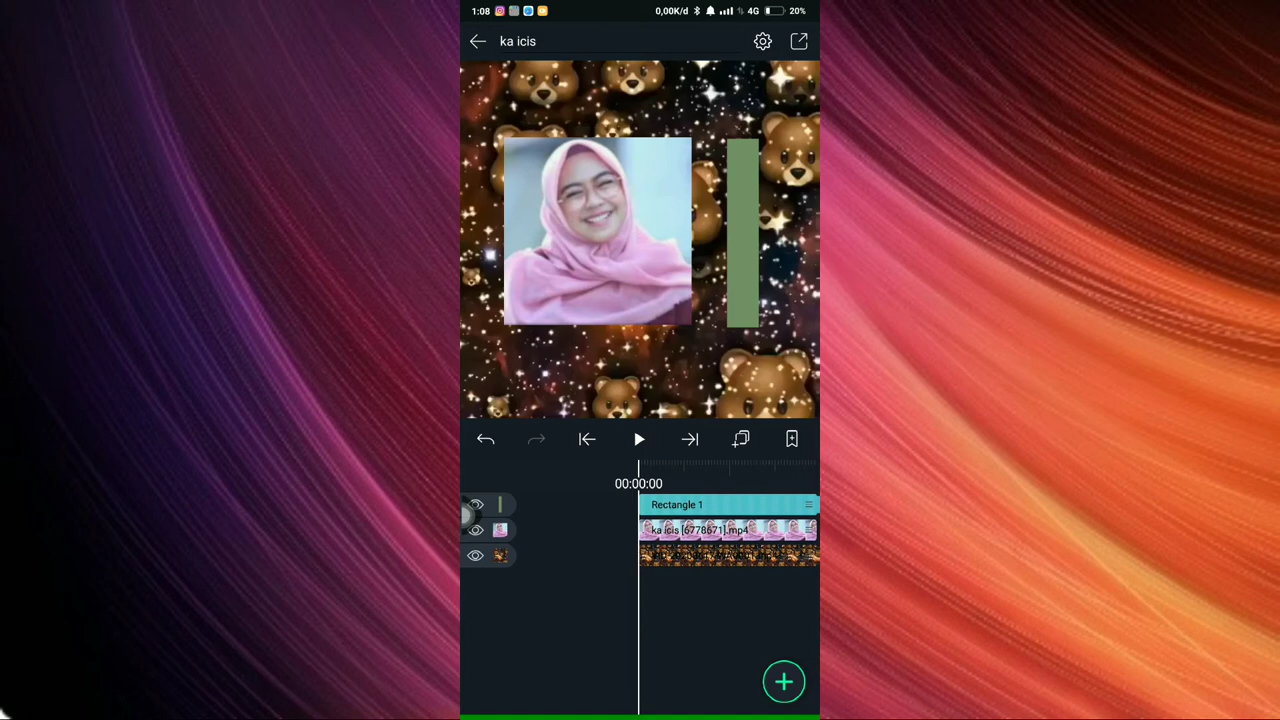 1:08 0,00K/d 4G 20%
ka icis
00:00:00
Rectangle 1
ka icis [6778671].mp4